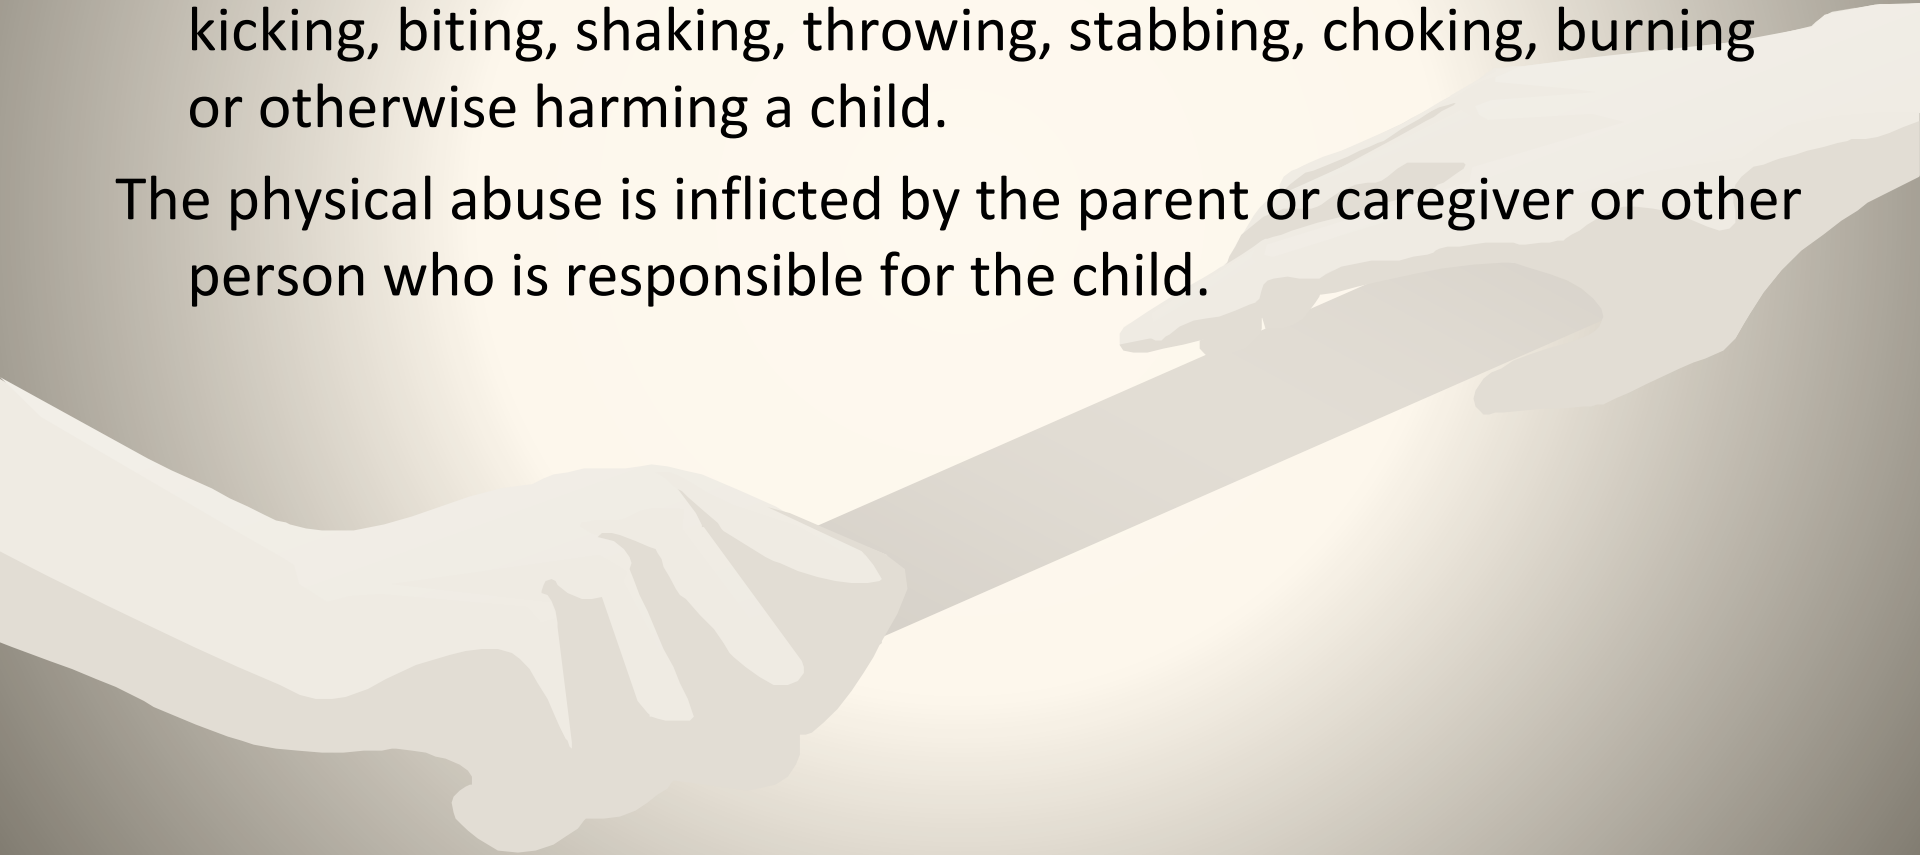 kicking, biting, shaking, throwing, stabbing, choking, burning
or otherwise harming a child.
The physical abuse is inflicted by the parent or caregiver or other
person who is responsible for the child.